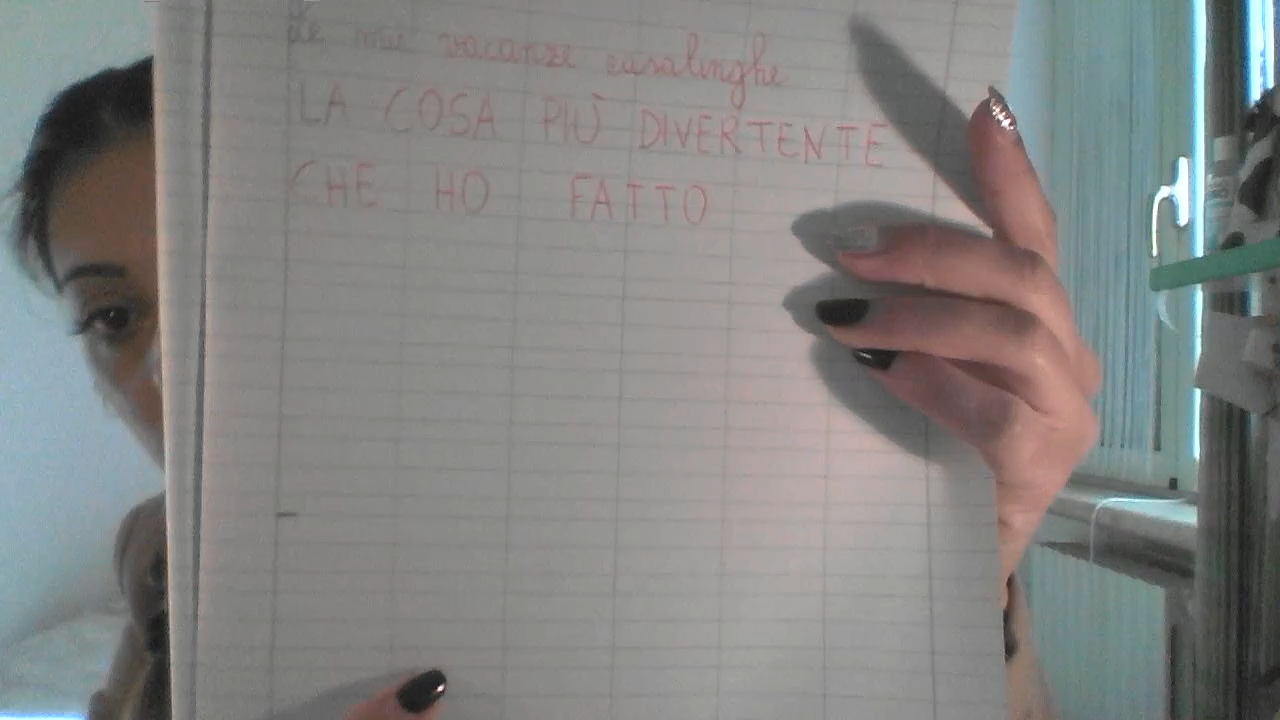 Le mie vacanze casalinghe
LA COSA PIÙ DIVERTENTE
CHE HO FATTO